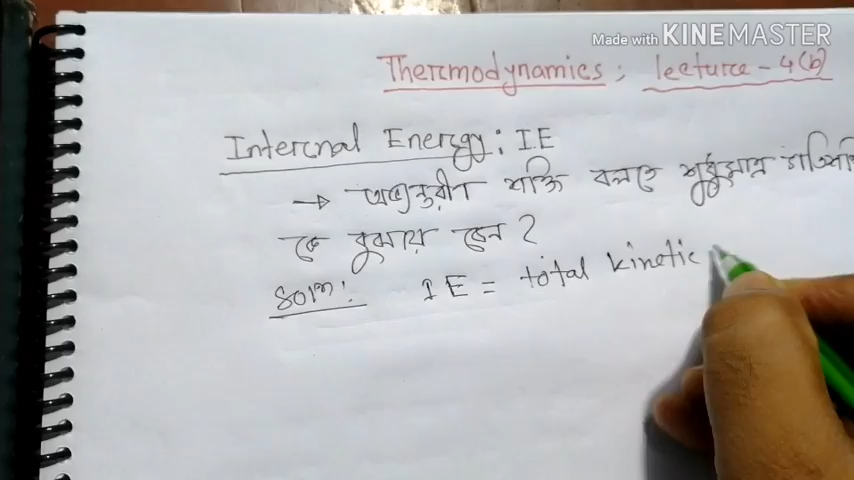 Made with KINEMASTER
Thermodynamics; lecture - 4(b)
Internal Energy: IE
→ অভ্যন্তরীণ শক্তি বলতে শুধুমাত্র গতিশক্তি
কে বুঝায় কেন?
Soln: IE = total kinetic